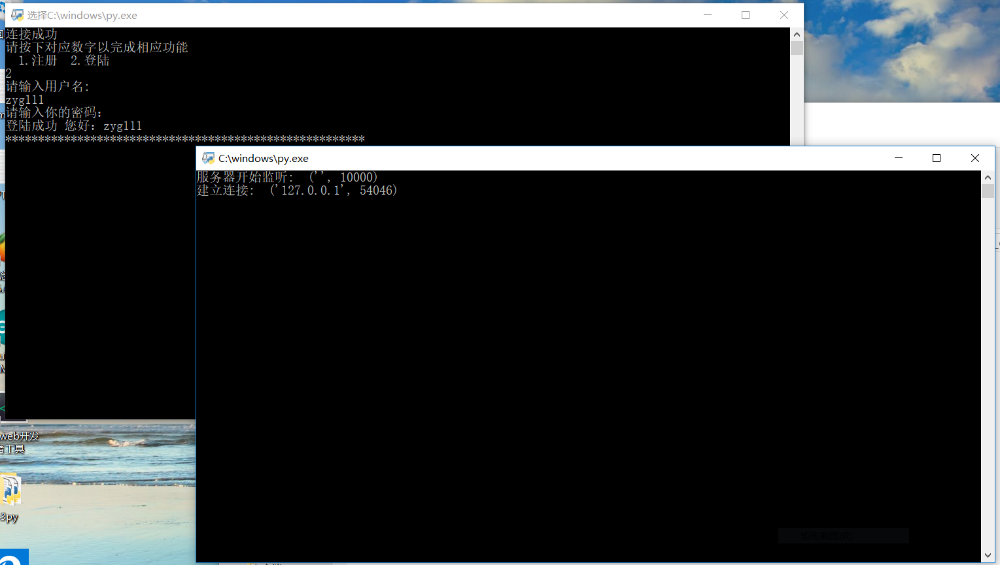 选择C:\windows\py.exe
连接成功
请按下对应数字以完成相应功能
1.注册 2.登陆
2
请输入用户名:
zyg111
请输入你的密码:
登陆成功 您好: zyg111
*******************************************************
C:\windows\py.exe
服务器开始监听: ('', 10000)
建立连接: ('127.0.0.1', 54046)
矩形截图(R)
web开发
者工具
3py